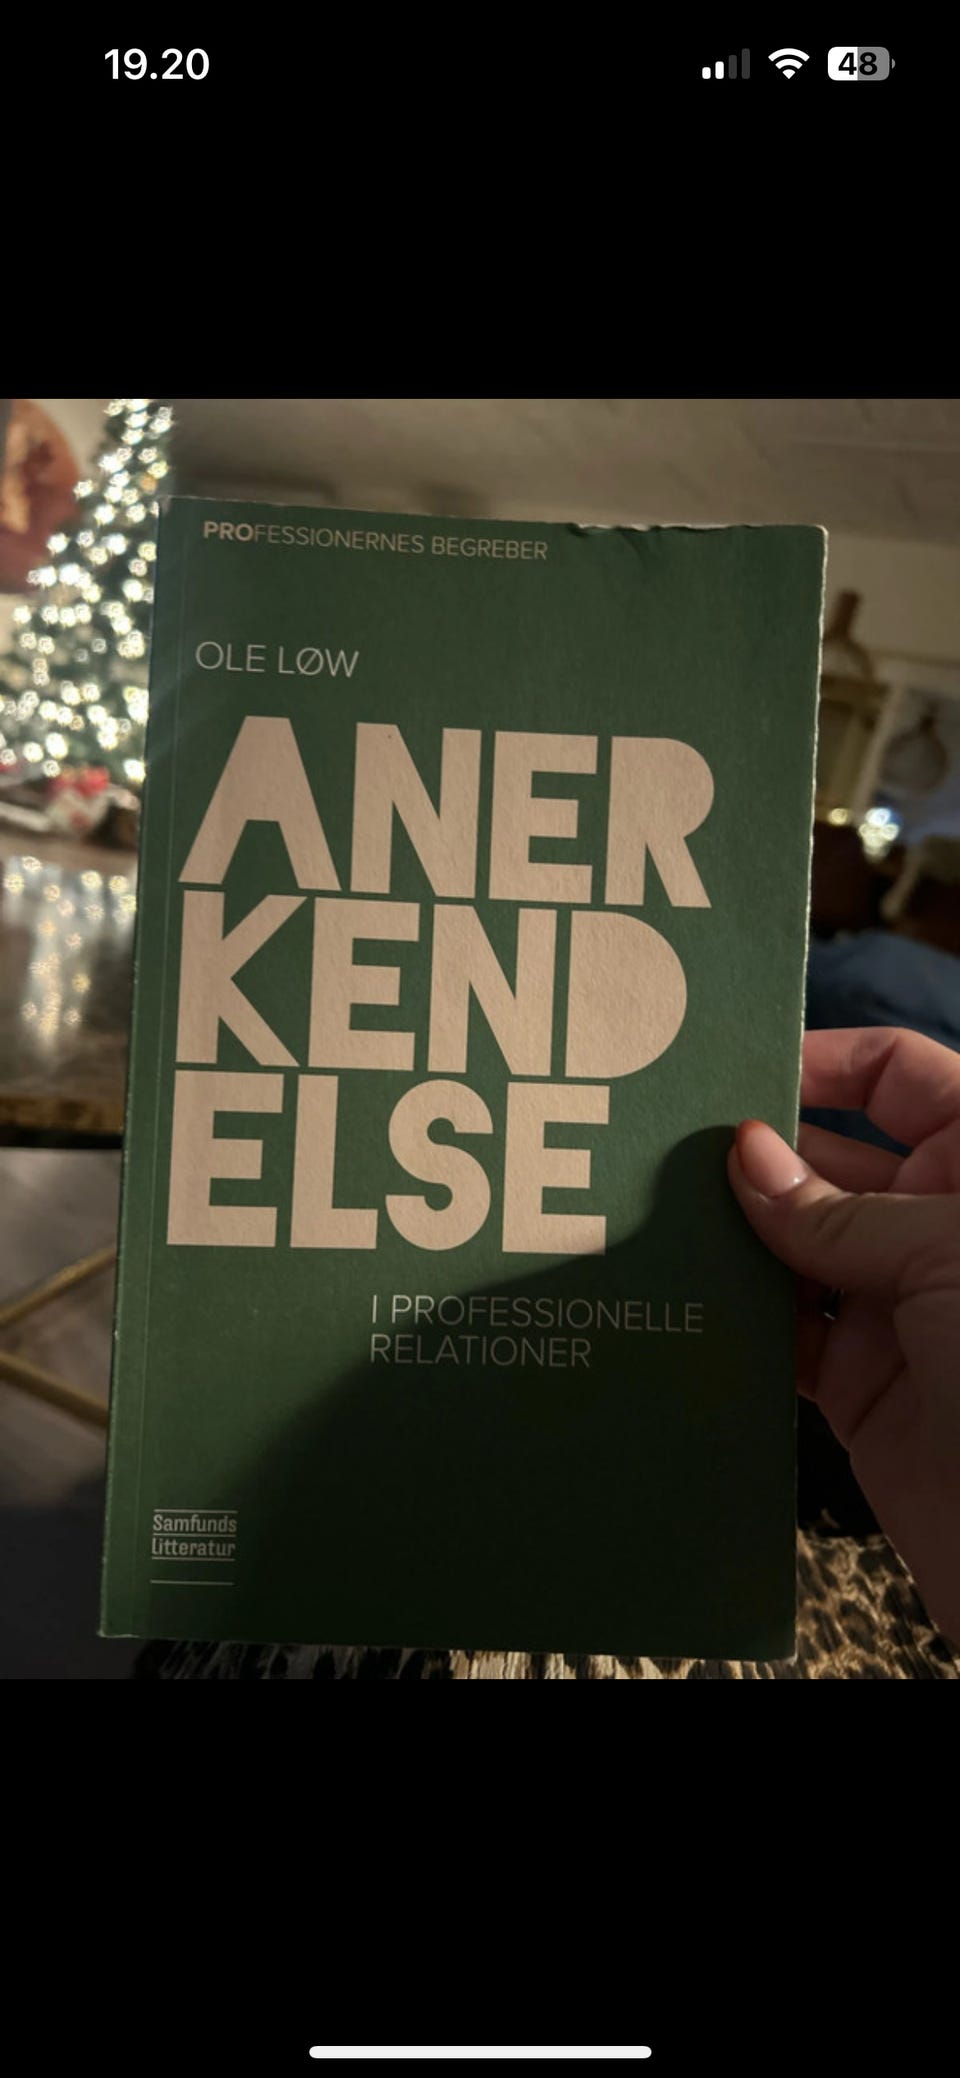 19.20
48
PROFESSIONERNES BEGREBER
OLE LØW
ANER
KEND
ELSE
I PROFESSIONELLE
RELATIONER
Samfunds
litteratur